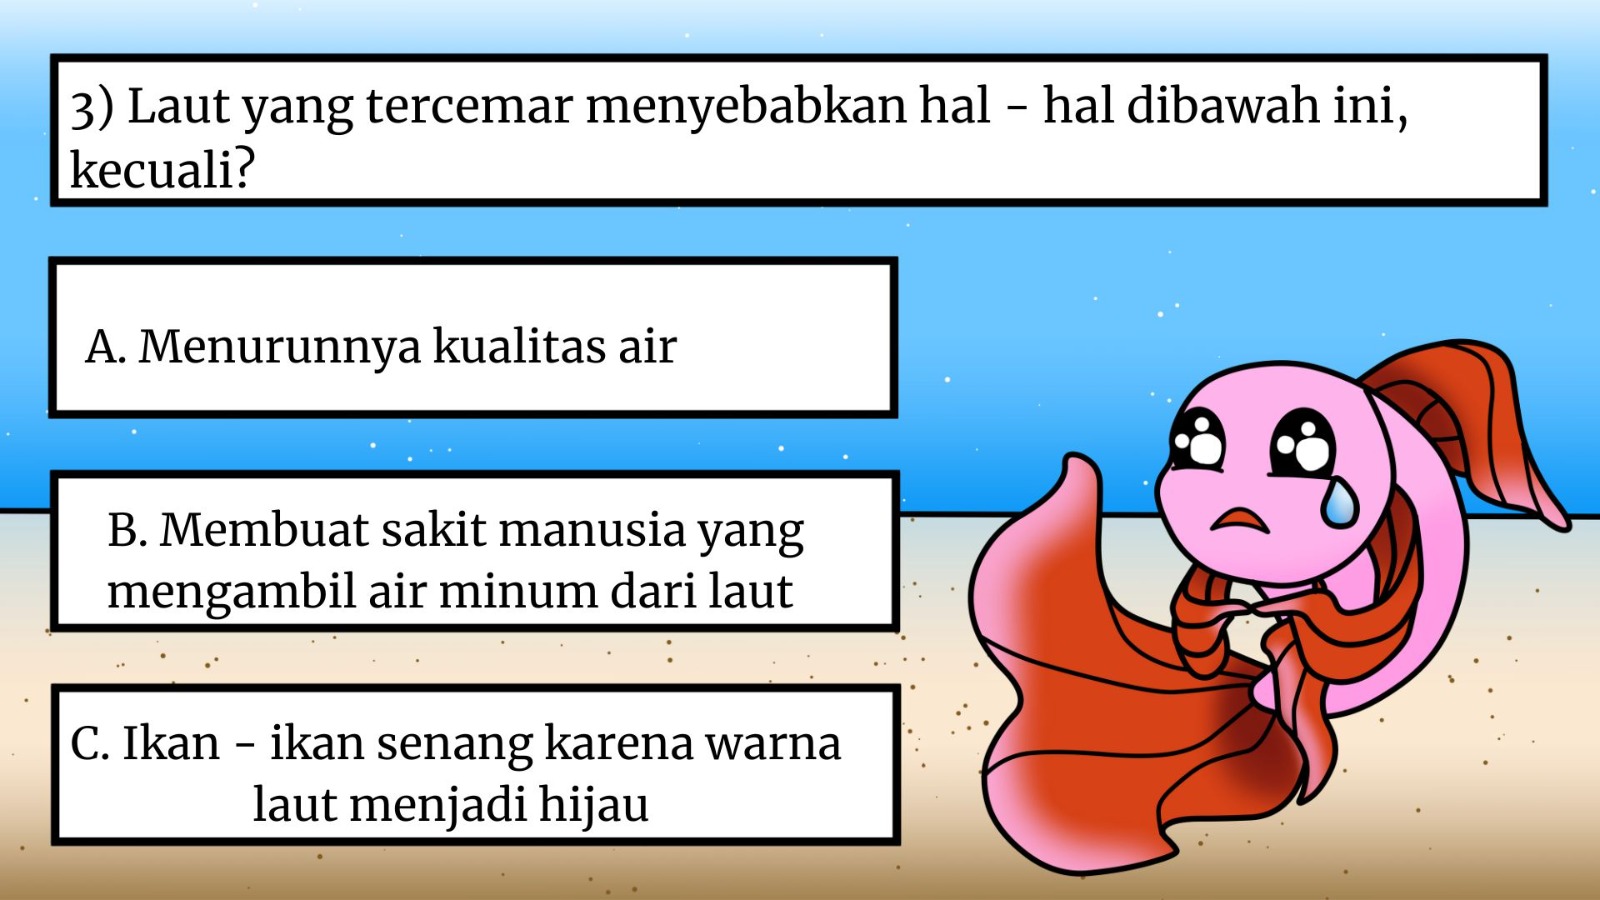 3) Laut yang tercemar menyebabkan hal - hal dibawah ini,
kecuali?
A. Menurunnya kualitas air
B. Membuat sakit manusia yang
mengambil air minum dari laut
C. Ikan - ikan senang karena warna
laut menjadi hijau